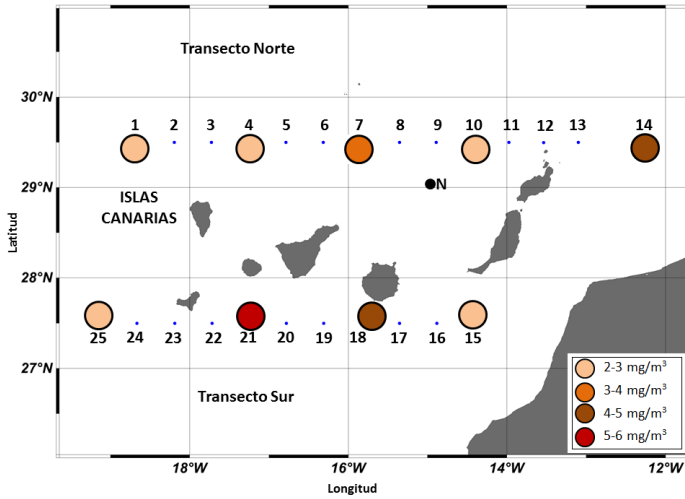 Transecto Norte
30°N
1 2 3 4 5 6 7 8 9 10 11 12 13 14
29°N
N
ISLAS
CANARIAS
Latitud
28°N
25 24 23 22 21 20 19 18 17 16 15
27°N
Transecto Sur
2-3 mg/m³
3-4 mg/m³
4-5 mg/m³
5-6 mg/m³
18°W 16°W 14°W 12°W
Longitud